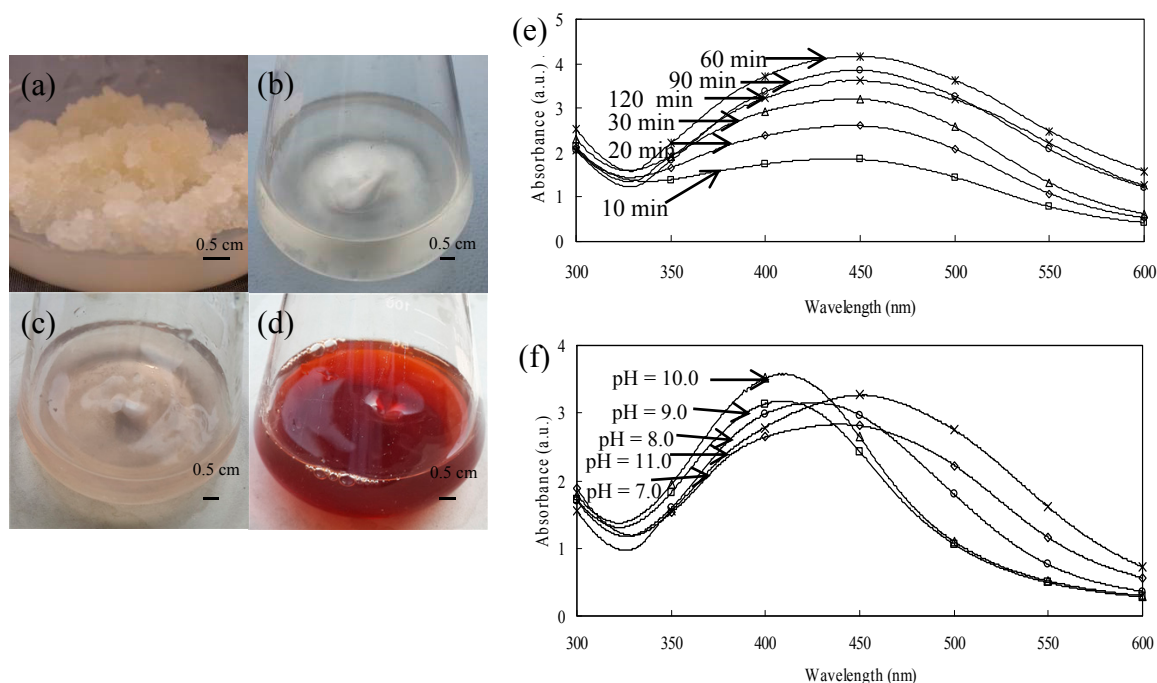 (a)
0.5 cm
(b)
0.5 cm
(c)
0.5 cm
(d)
0.5 cm
(e)
5
4
3
2
1
0
Absorbance (a.u.)
60 min
90 min
120 min
30 min
20 min
10 min
300 350 400 450 500 550 600
Wavelength (nm)
(f)
4
3
2
1
0
Absorbance (a.u.)
pH = 10.0
pH = 9.0
pH = 8.0
pH = 11.0
pH = 7.0
300 350 400 450 500 550 600
Wavelength (nm)